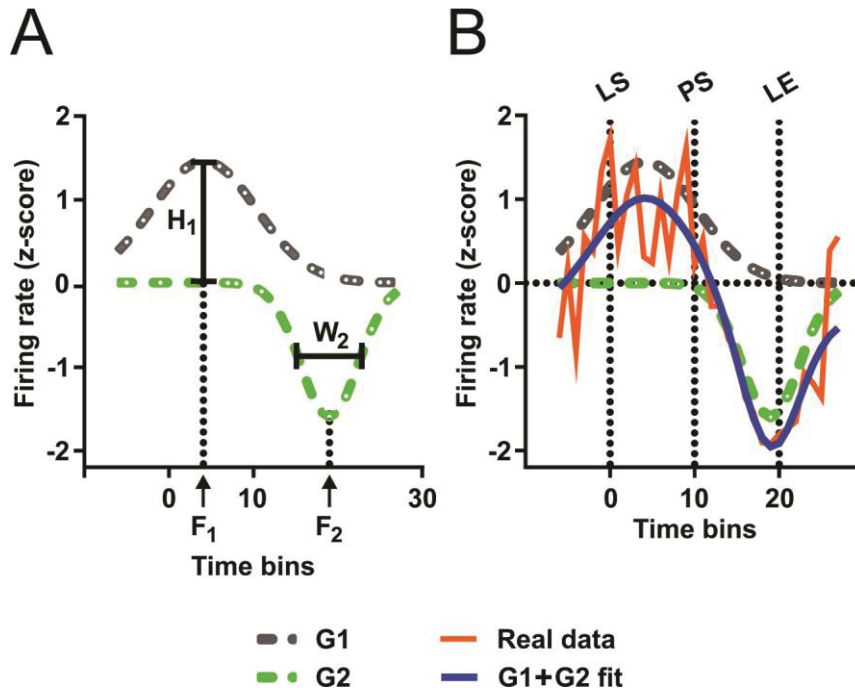 A
B
LS
PS
LE
Firing rate (z-score)
2
1
0
-1
-2
H1
W2
0
10
30
F1
F2
Time bins
Firing rate (z-score)
2
1
0
-1
-2
0
10
20
Time bins
G1
G2
Real data
G1+G2 fit